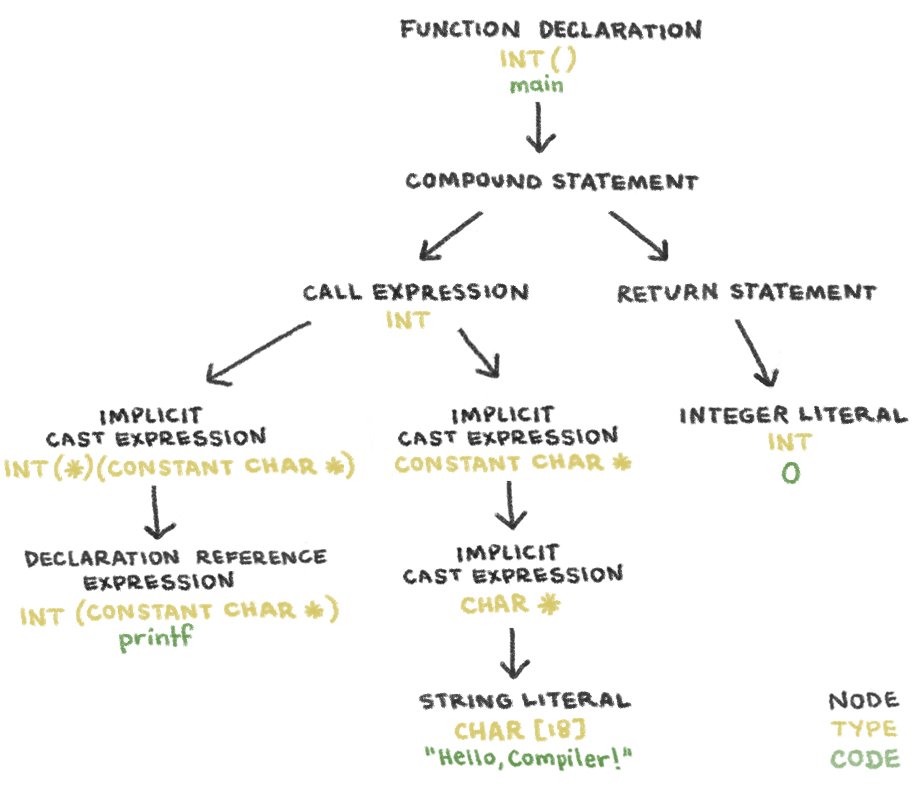 FUNCTION DECLARATION
INT()
main
COMPOUND STATEMENT
CALL EXPRESSION
INT
RETURN STATEMENT
IMPLICIT
CAST EXPRESSION
INT(*)(CONSTANT CHAR *)
IMPLICIT
CAST EXPRESSION
CONSTANT CHAR *
INTEGER LITERAL
INT
0
DECLARATION REFERENCE
EXPRESSION
INT (CONSTANT CHAR *)
printf
IMPLICIT
CAST EXPRESSION
CHAR *
STRING LITERAL
CHAR [18]
"Hello, Compiler!"
NODE
TYPE
CODE